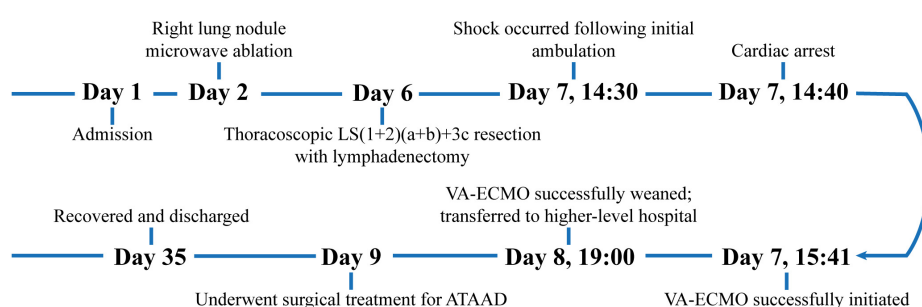 Right lung nodule
microwave ablation
Shock occurred following initial
ambulation
Cardiac arrest
Day 1
Day 2
Day 6
Day 7, 14:30
Day 7, 14:40
Admission
Thoracoscopic LS(1+2)(a+b)+3c resection
with lymphadenectomy
VA-ECMO successfully weaned;
transferred to higher-level hospital
Recovered and discharged
Day 35
Day 9
Day 8, 19:00
Day 7, 15:41
Underwent surgical treatment for ATAAD
VA-ECMO successfully initiated